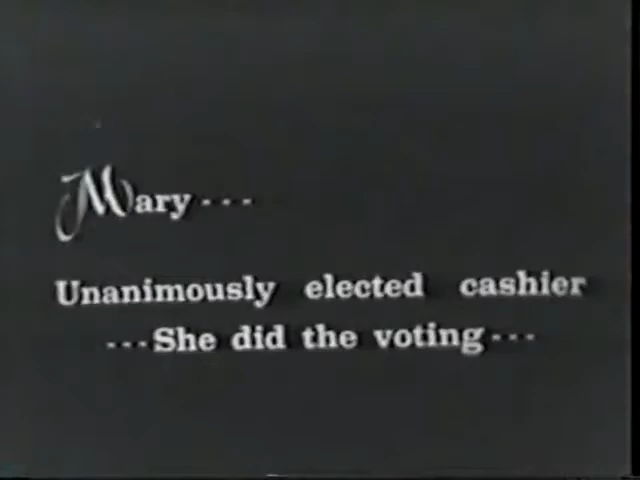 Mary---
Unanimously elected cashier
---She did the voting---